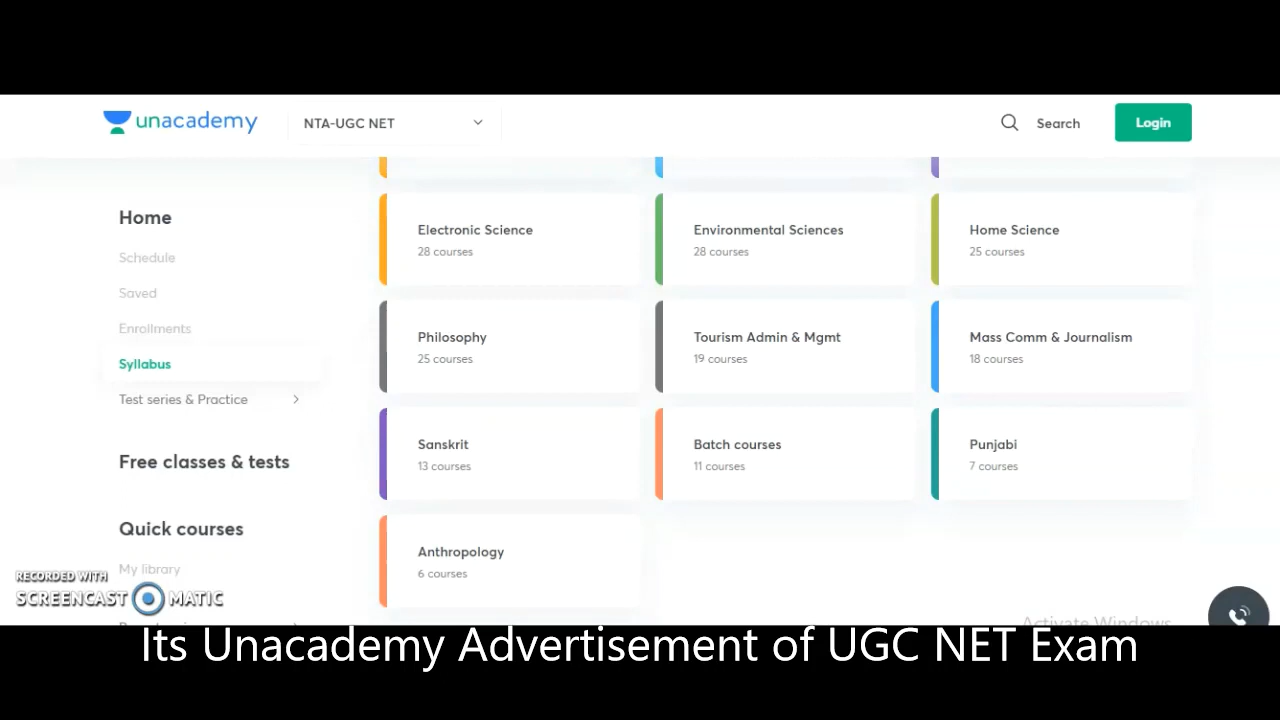 unacademy
NTA-UGC NET
Search
Login
Home
Schedule
Saved
Enrollments
Syllabus
Test series & Practice
Free classes & tests
Quick courses
My library
Electronic Science
28 courses
Environmental Sciences
28 courses
Home Science
25 courses
Philosophy
25 courses
Tourism Admin & Mgmt
19 courses
Mass Comm & Journalism
18 courses
Sanskrit
13 courses
Batch courses
11 courses
Punjabi
7 courses
Anthropology
6 courses
RECORDED WITH
SCREENCAST MATIC
Activate Windows
Its Unacademy Advertisement of UGC NET Exam